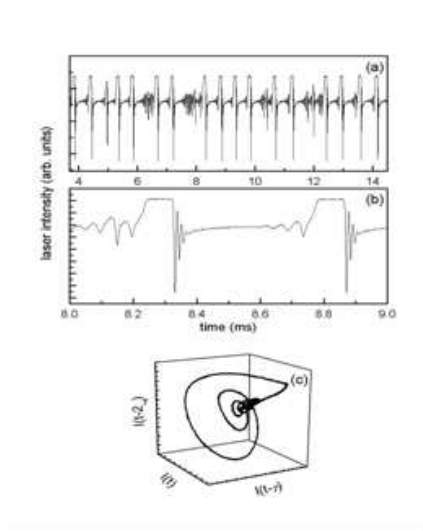 (a)
4 6 8 10 12 14
laser intensity (arb. units)
(b)
8.0 8.2 8.4 8.6 8.8 9.0
time (ms)
(c)
I(t)